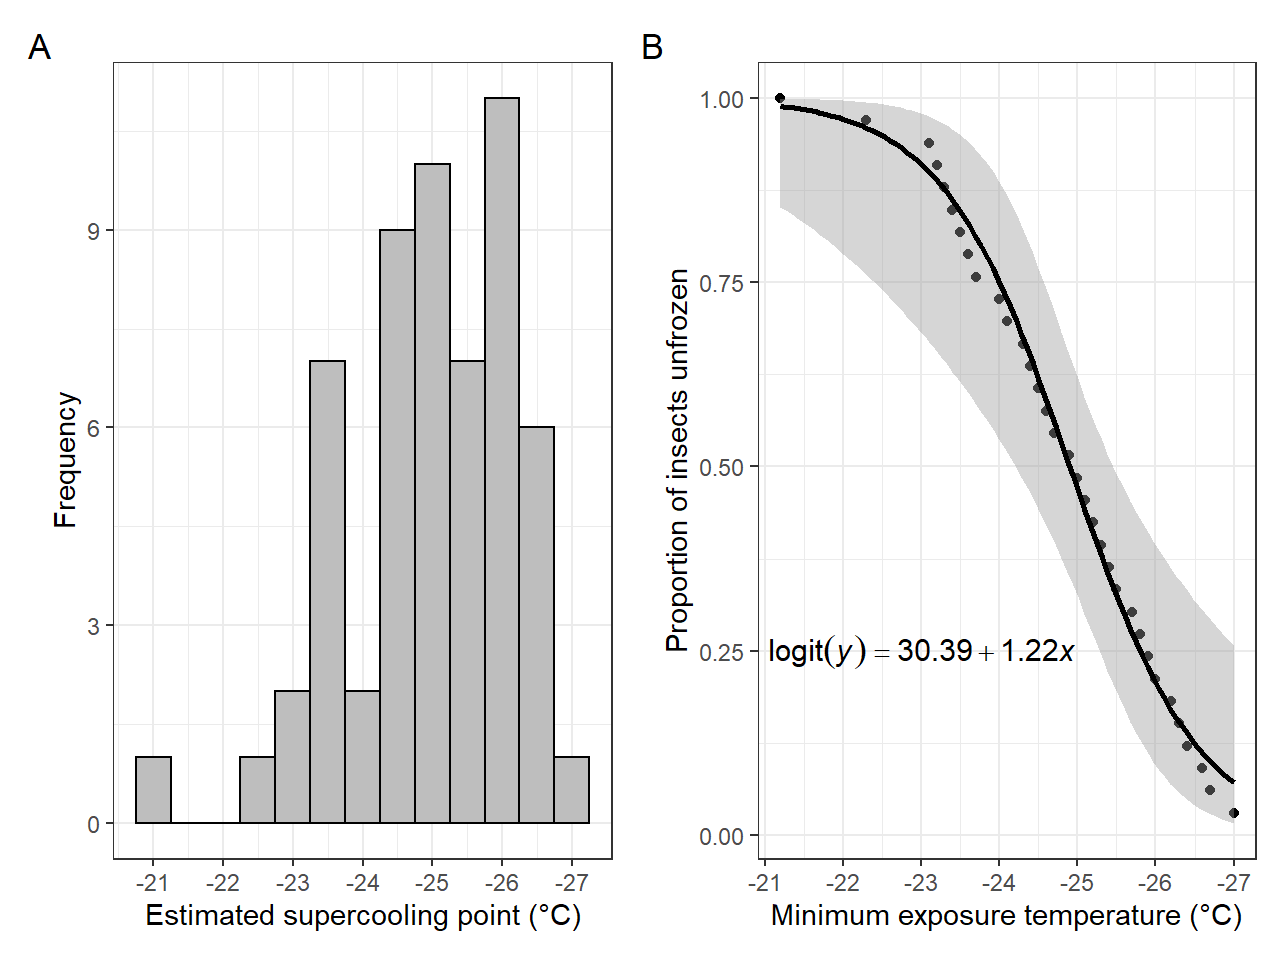 A
Frequency
9
6
3
0
-21 -22 -23 -24 -25 -26 -27
Estimated supercooling point (°C)
B
Proportion of insects unfrozen
1.00
0.75
0.50
0.25
0.00
logit(y) = 30.39 + 1.22x
-21 -22 -23 -24 -25 -26 -27
Minimum exposure temperature (°C)